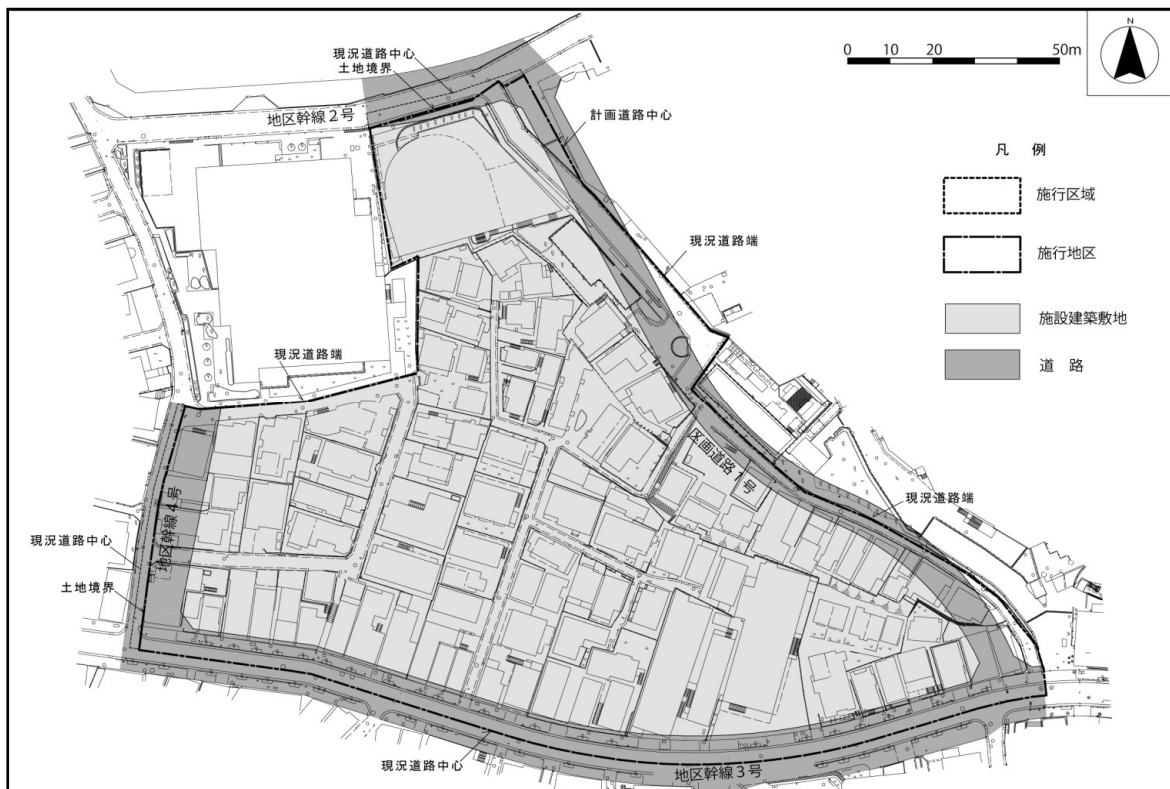 現況道路中心
土地境界
地区幹線2号
計画道路中心
現況道路端
現況道路端
区画道路1号
現況道路端
地区幹線4号
現況道路中心
土地境界
現況道路中心
地区幹線3号
0 10 20 50m
N
凡 例
施行区域
施行地区
施設建築敷地
道 路